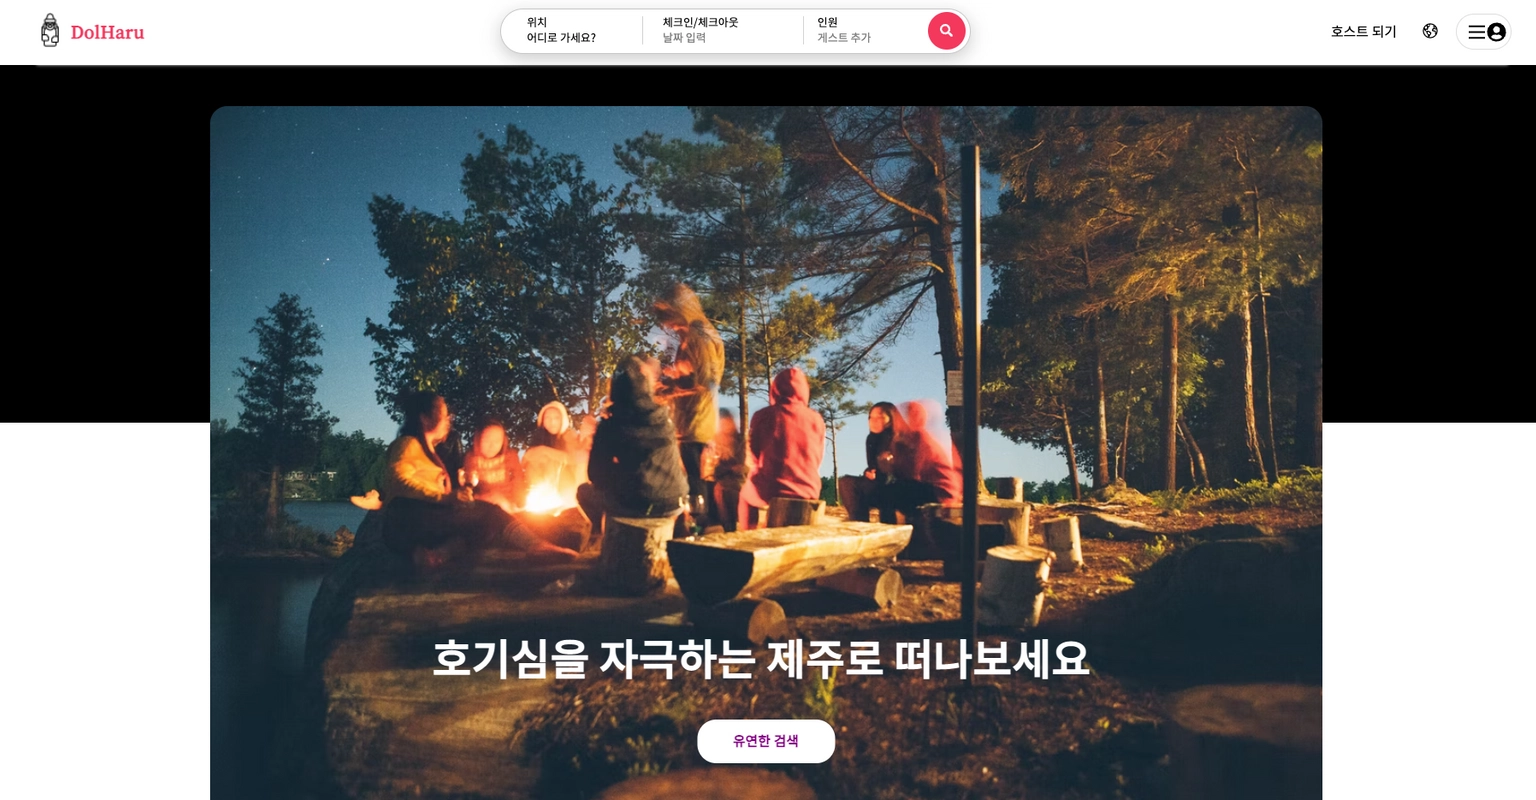 DolHaru
위치
어디로 가세요?
체크인/체크아웃
날짜 입력
인원
게스트 추가
호스트 되기
호기심을 자극하는 제주로 떠나보세요
유연한 검색